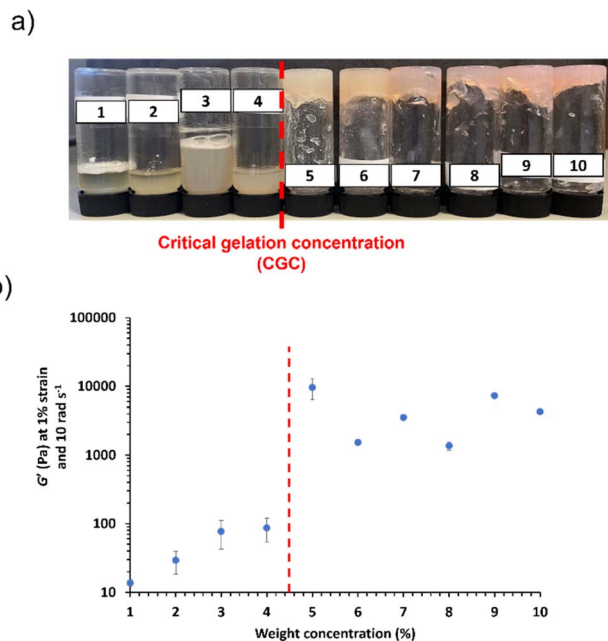 a)
1 2 3 4 5 6 7 8 9 10
Critical gelation concentration
(CGC)
)
100000
10000
1000
100
10
G' (Pa) at 1% strain
and 10 rad s⁻¹
1 2 3 4 5 6 7 8 9 10
Weight concentration (%)